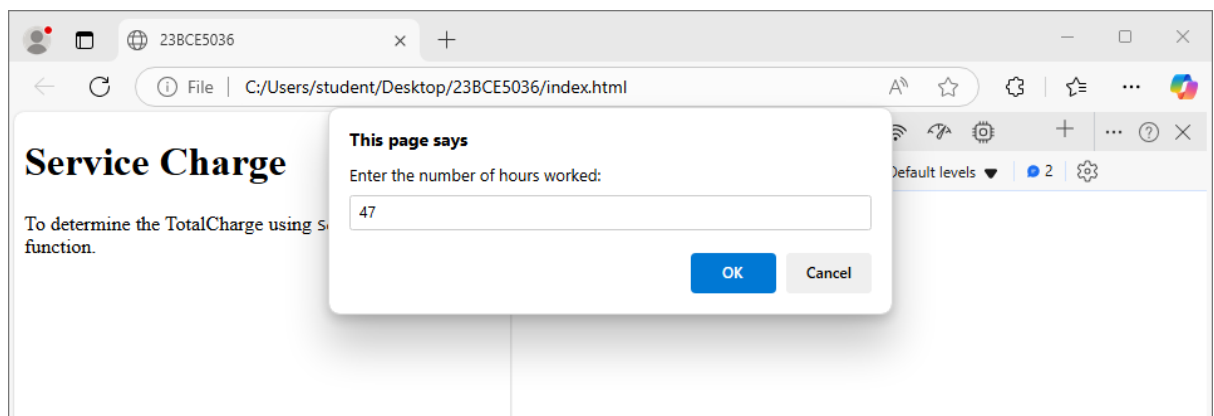 23BCE5036
File C:/Users/student/Desktop/23BCE5036/index.html
This page says
Enter the number of hours worked:
47
OK Cancel
Service Charge
To determine the TotalCharge using
function.
levels 2